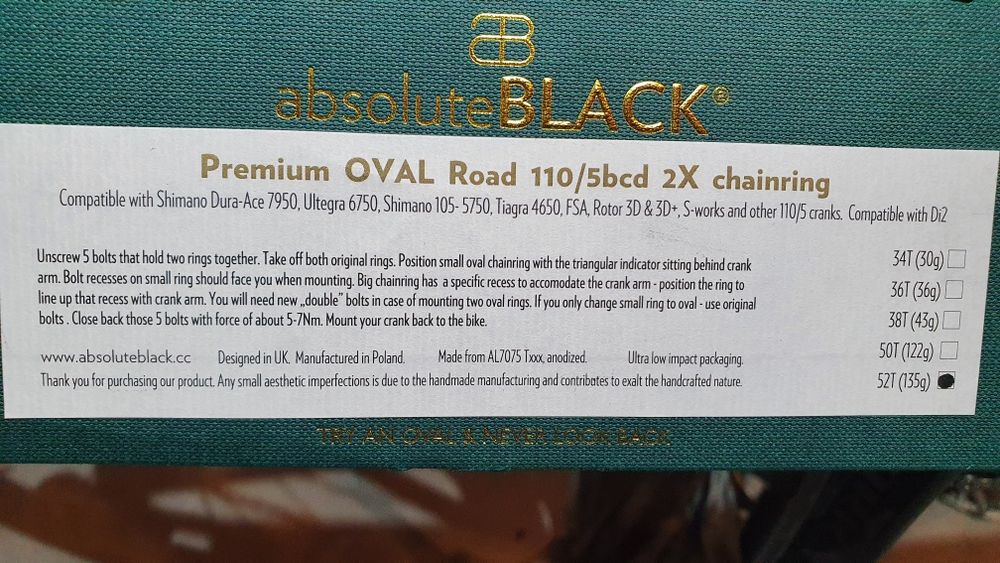 absoluteBLACK®
Premium OVAL Road 110/5bcd 2X chainring
Compatible with Shimano Dura-Ace 7950, Ultegra 6750, Shimano 105- 5750, Tiagra 4650, FSA, Rotor 3D & 3D+, S-works and other 110/5 cranks. Compatible with Di2
Unscrew 5 bolts that hold two rings together. Take off both original rings. Position small oval chainring with the triangular indicator sitting behind crank
arm. Bolt recesses on small ring should face you when mounting. Big chainring has a specific recess to accomodate the crank arm - position the ring to
line up that recess with crank arm. You will need new „double" bolts in case of mounting two oval rings. If you only change small ring to oval - use original
bolts . Close back those 5 bolts with force of about 5-7Nm. Mount your crank back to the bike.
www.absoluteblack.cc Designed in UK. Manufactured in Poland. Made from AL7075 Txxx, anodized. Ultra low impact packaging.
Thank you for purchasing our product. Any small aesthetic imperfections is due to the handmade manufacturing and contributes to exalt the handcrafted nature.
34T (30g)
36T (36g)
38T (43g)
50T (122g)
52T (135g)
TRY AN OVAL & NEVER LOOK BACK